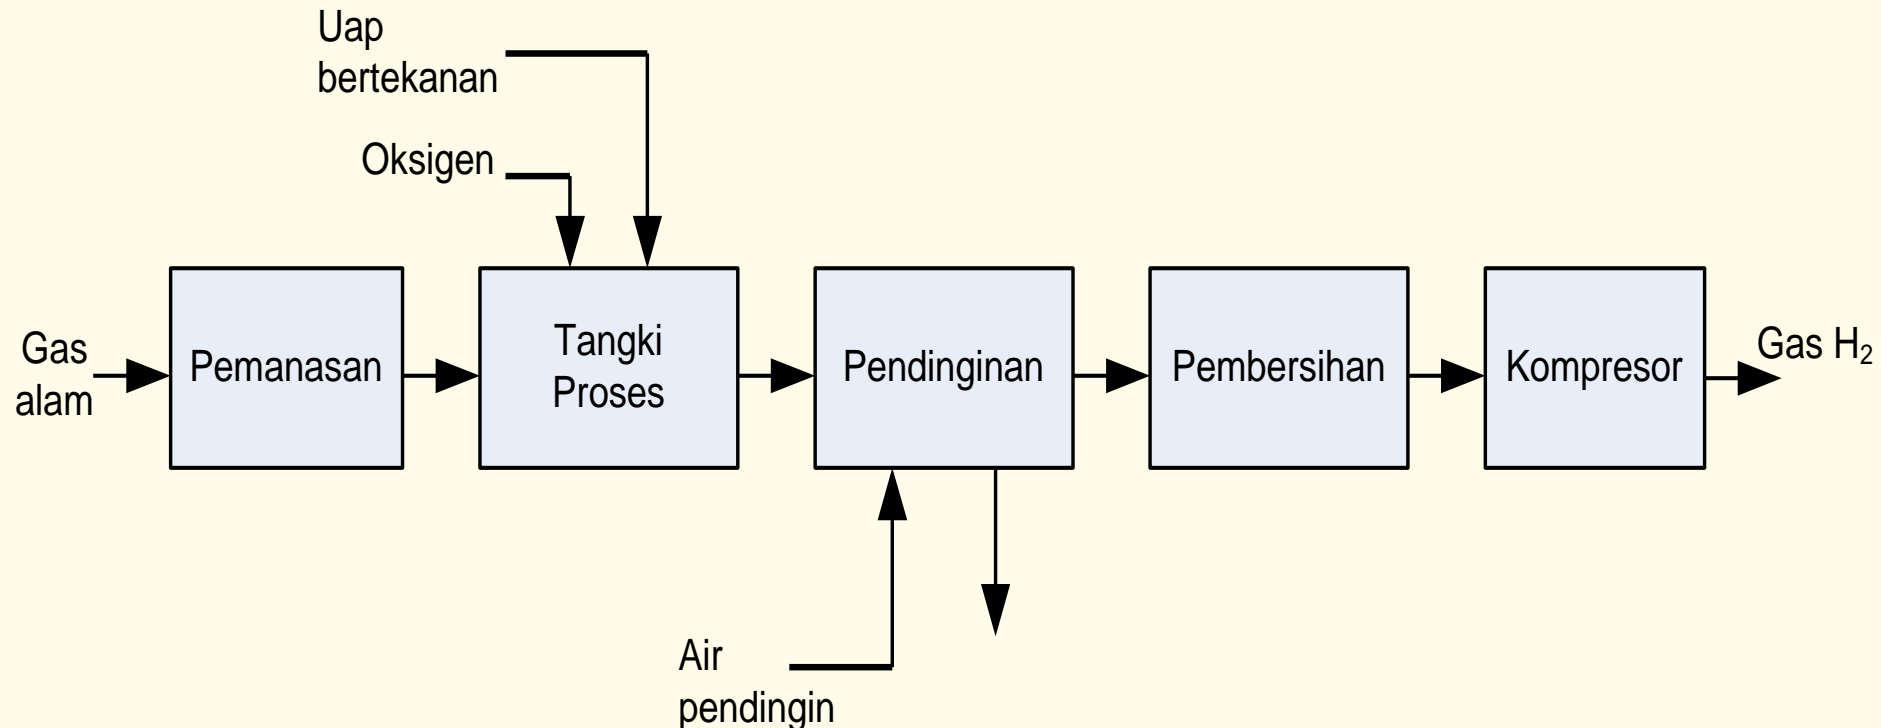 Uap
bertekanan
Oksigen
Gas
alam
Pemanasan
Tangki
Proses
Pendinginan
Pembersihan
Kompresor
Gas H₂
Air
pendingin